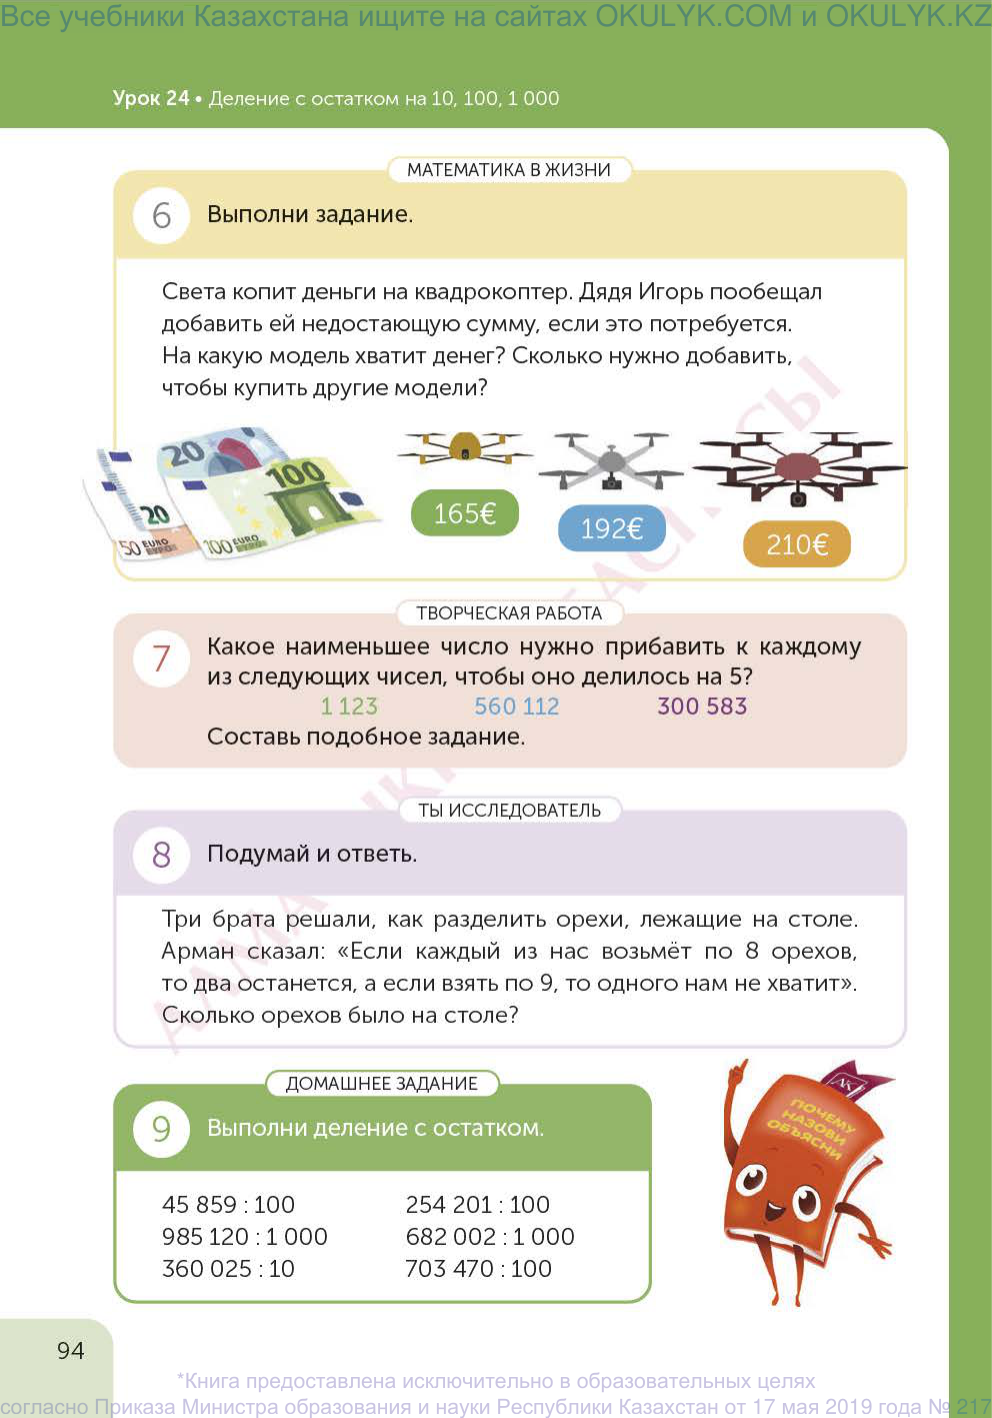 Все учебники Казахстана ищите на сайтах OKULYK.COM и OKULYK.KZ
Урок 24 • Деление с остатком на 10, 100, 1 000
МАТЕМАТИКА В ЖИЗНИ
6 Выполни задание.
Света копит деньги на квадрокоптер. Дядя Игорь пообещал
добавить ей недостающую сумму, если это потребуется.
На какую модель хватит денег? Сколько нужно добавить,
чтобы купить другие модели?
20
100
20
50 EURO
100 EURO
165€
192€
210€
ТВОРЧЕСКАЯ РАБОТА
7 Какое наименьшее число нужно прибавить к каждому
из следующих чисел, чтобы оно делилось на 5?
1 123 560 112 300 583
Составь подобное задание.
ТЫ ИССЛЕДОВАТЕЛЬ
8 Подумай и ответь.
Три брата решали, как разделить орехи, лежащие на столе.
Арман сказал: «Если каждый из нас возьмёт по 8 орехов,
то два останется, а если взять по 9, то одного нам не хватит».
Сколько орехов было на столе?
ДОМАШНЕЕ ЗАДАНИЕ
9 Выполни деление с остатком.
45 859 : 100 254 201 : 100
985 120 : 1 000 682 002 : 1 000
360 025 : 10 703 470 : 100
АК
ПОЧЕМУ
НАЗОВИ
ОБЪЯСНИ
94
*Книга предоставлена исключительно в образовательных целях
согласно Приказа Министра образования и науки Республики Казахстан от 17 мая 2019 года № 217